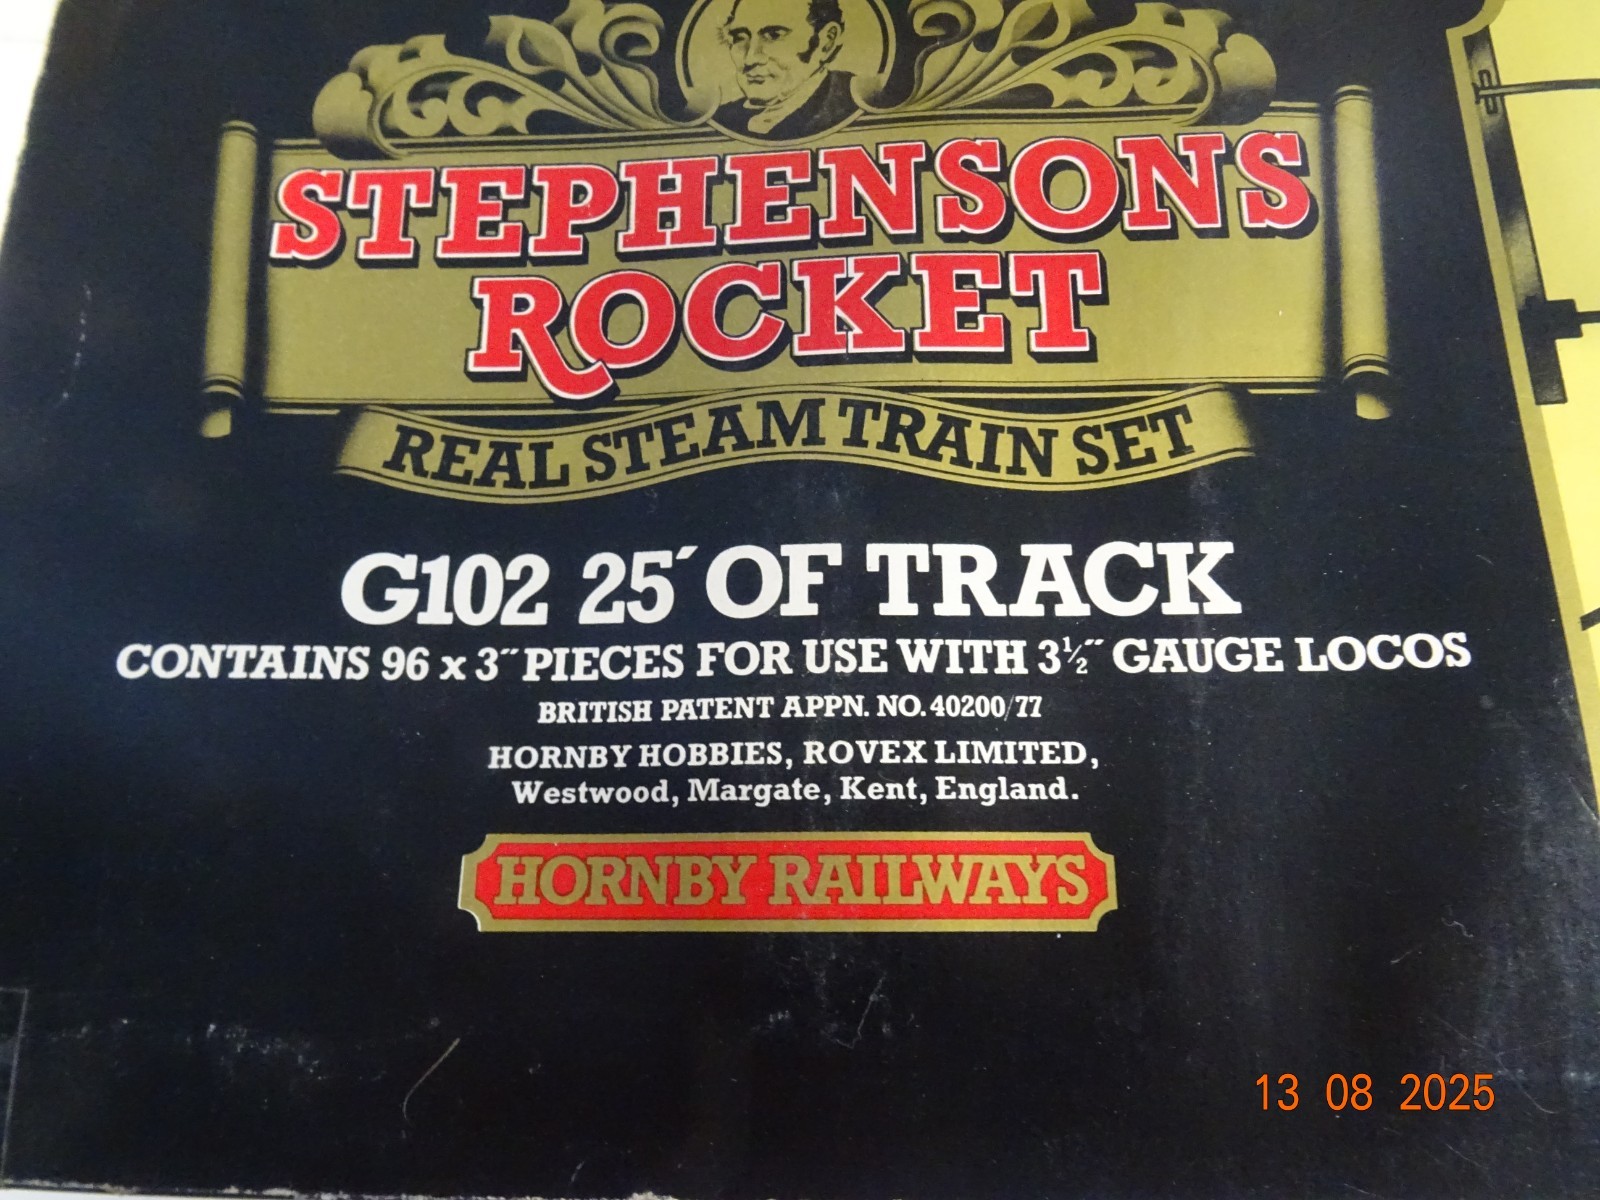 STEPHENSONS
ROCKET
REAL STEAM TRAIN SET
G102 25´ OF TRACK
CONTAINS 96 x 3˝ PIECES FOR USE WITH 3½˝ GAUGE LOCOS
BRITISH PATENT APPN. NO. 40200/77
HORNBY HOBBIES, ROVEX LIMITED,
Westwood, Margate, Kent, England.
HORNBY RAILWAYS
13 08 2025